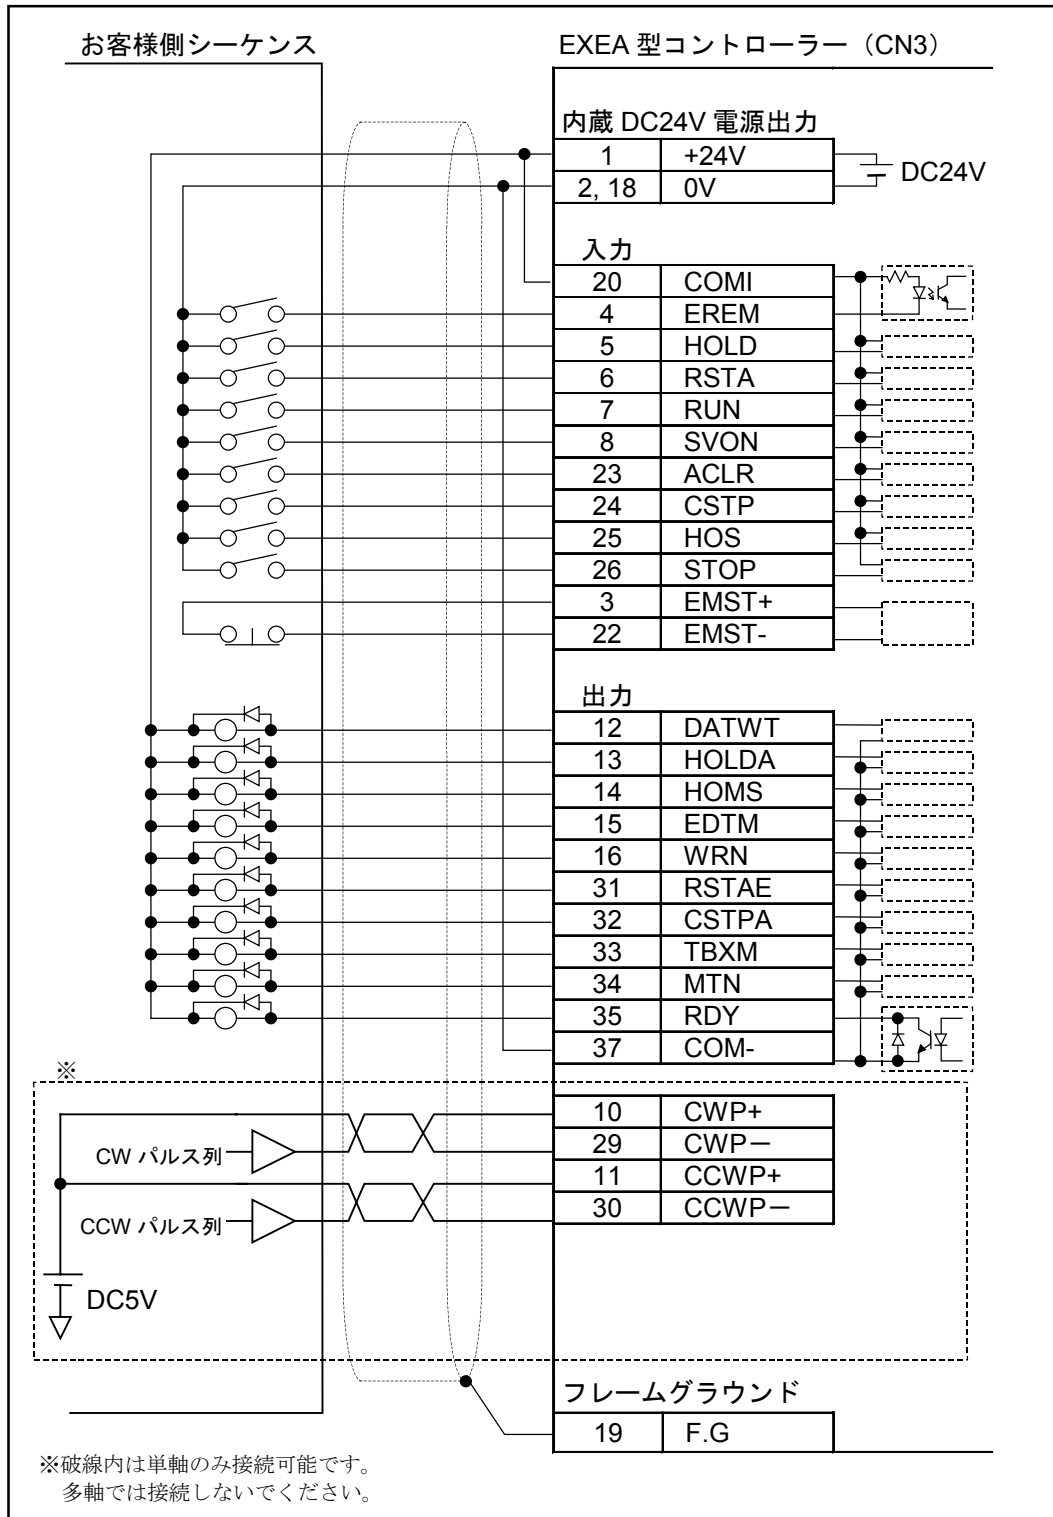 お客様側シーケンス
EXEA 型コントローラー（CN3）
内蔵 DC24V 電源出力
1 +24V
2, 18 0V
DC24V
入力
20 COMI
4 EREM
5 HOLD
6 RSTA
7 RUN
8 SVON
23 ACLR
24 CSTP
25 HOS
26 STOP
3 EMST+
22 EMST-
出力
12 DATWT
13 HOLDA
14 HOMS
15 EDTM
16 WRN
31 RSTAE
32 CSTPA
33 TBXM
34 MTN
35 RDY
37 COM-
※
10 CWP+
29 CWP－
11 CCWP+
30 CCWP－
CW パルス列
CCW パルス列
DC5V
フレームグラウンド
19 F.G
※破線内は単軸のみ接続可能です。
多軸では接続しないでください。